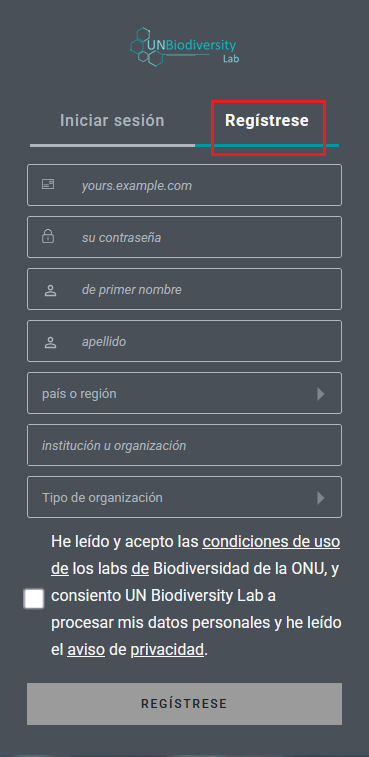 UNBiodiversity
Lab
Iniciar sesión
Regístrese
yours.example.com
su contraseña
de primer nombre
apellido
país o región
institución u organización
Tipo de organización
He leído y acepto las condiciones de uso
de los labs de Biodiversidad de la ONU, y
consiento UN Biodiversity Lab a
procesar mis datos personales y he leído
el aviso de privacidad.
REGÍSTRESE